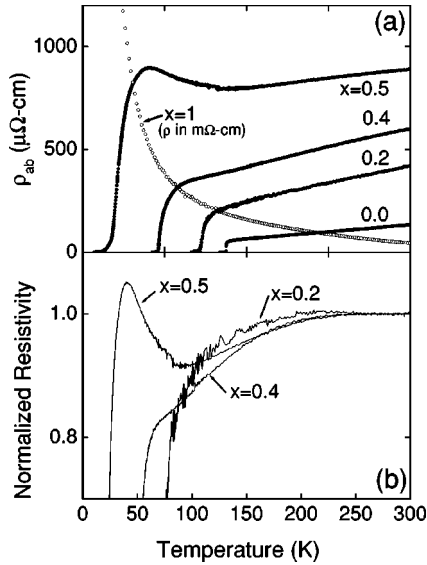 (a)
1000
x=0.5
x=1
(ρ in mΩ-cm)
0.4
500
0.2
0.0
0
ρab (μΩ-cm)
x=0.5
x=0.2
1.0
x=0.4
0.8
(b)
Normalized Resistivity
0 50 100 150 200 250 300
Temperature (K)